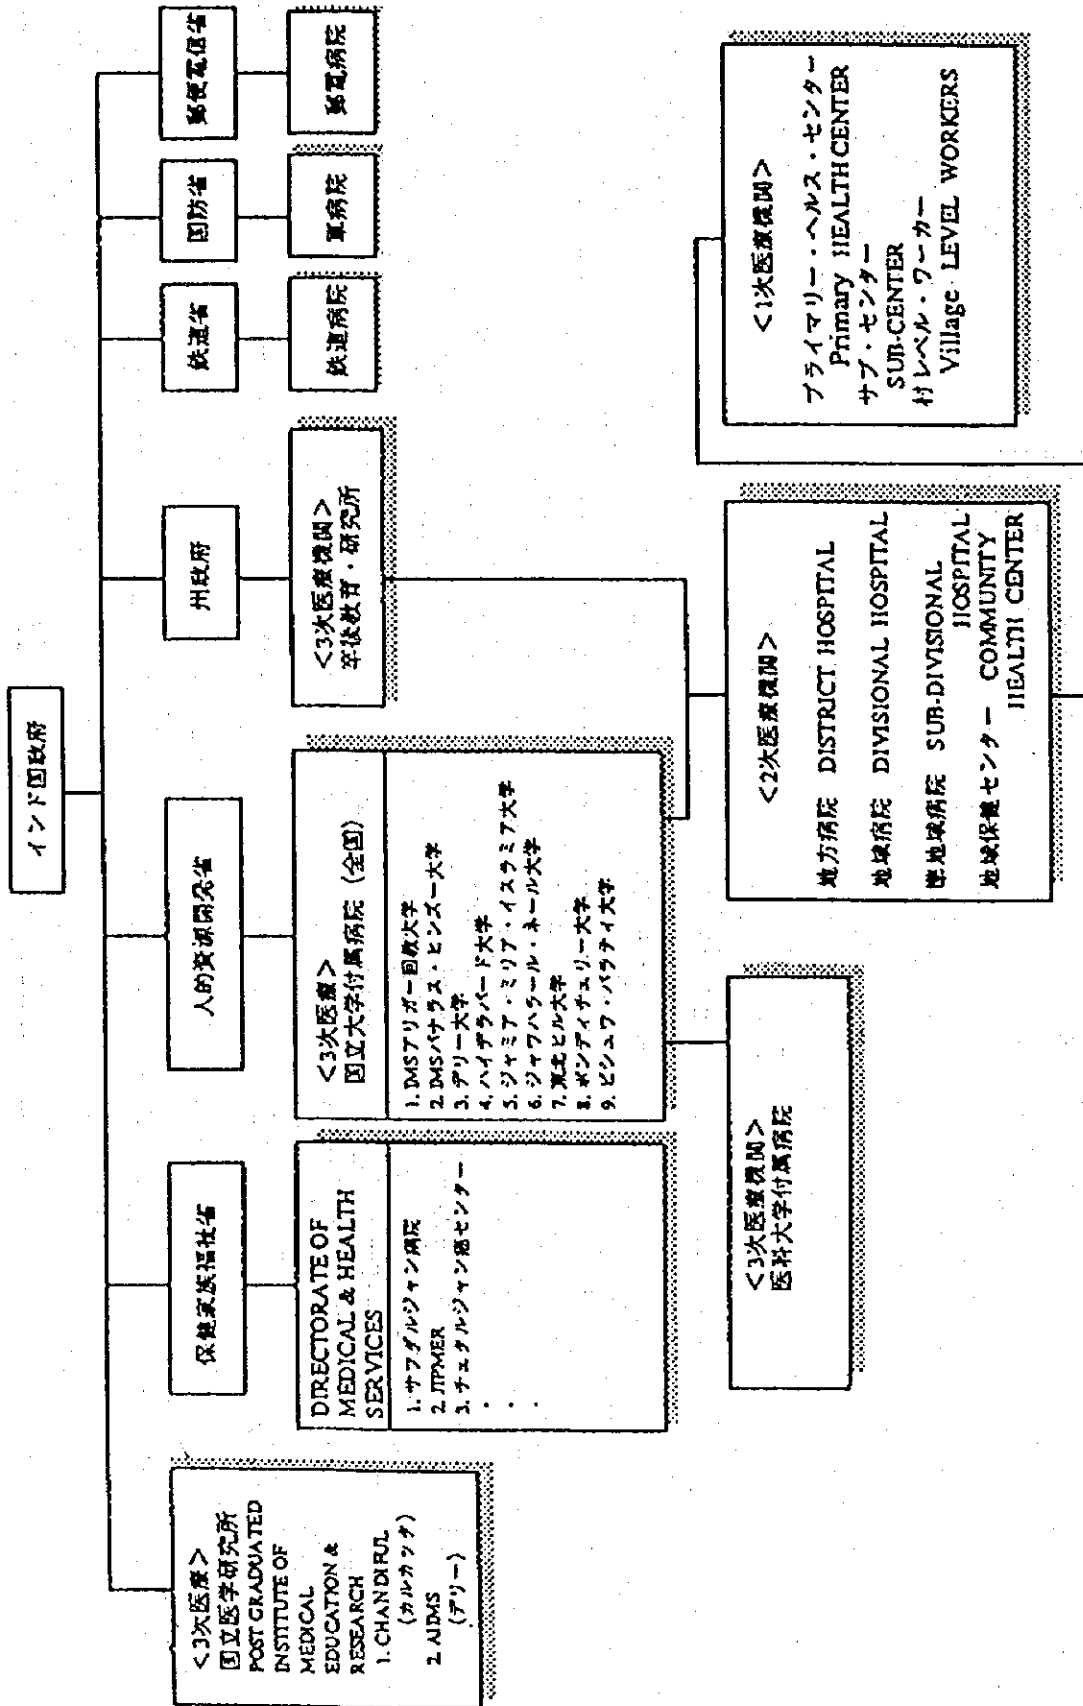 インド国政府
<3次医療>
国立医学研究所
POST GRADUATED
INSTITUTE OF
MEDICAL
EDUCATION &
RESEARCH
1. CHANDIFUL
(カルカッタ)
2. AIIMS
(デリー)
保健家族福祉省
DIRECTORATE OF
MEDICAL & HEALTH
SERVICES
1. サフダルジャン病院
2. JIPMER
3. チェタルジャン癌センター
・ ・ ・
人的資源開発省
<3次医療>
国立大学付属病院 (全国)
1. IMSアリガー回教大学
2. IMSバナラス・ヒンズー大学
3. デリー大学
4. ハイデラバード大学
5. ジャミア・ミリア・イスラミア大学
6. ジャワハラール・ネール大学
7. 東北ヒル大学
8. ポンディチェリー大学
9. ビシュワ・バラティ大学
州政府
<3次医療機関>
卒後教育・研究所
鉄道省
鉄道病院
国防省
軍病院
郵便電信省
郵電病院
<3次医療機関>
医科大学付属病院
<2次医療機関>
地方病院 DISTRICT HOSPITAL
地域病院 DIVISIONAL HOSPITAL
準地域病院 SUB-DIVISIONAL
HOSPITAL
地域保健センター COMMUNITY
HEALTH CENTER
<1次医療機関>
プライマリー・ヘルス・センター
Primary HEALTH CENTER
サブ・センター
SUB-CENTER
村レベル・ワーカー
Village LEVEL WORKERS